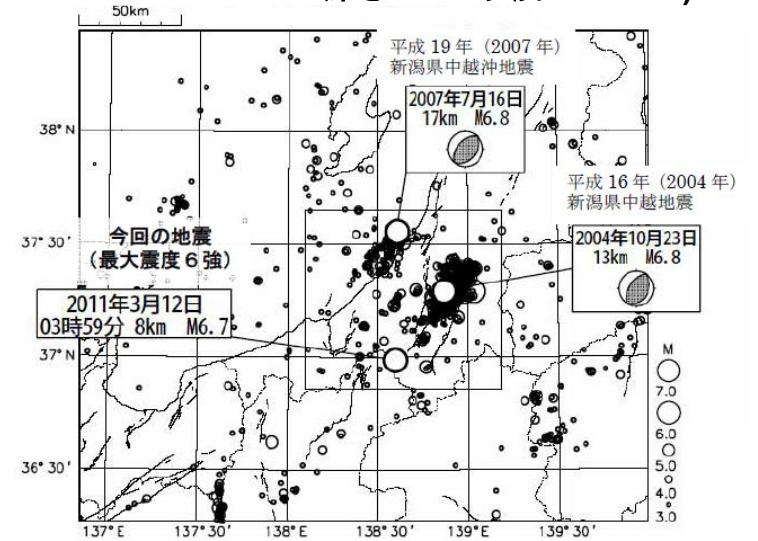 50km
平成 19 年（2007 年）
新潟県中越沖地震
2007年7月16日
17km M6.8
38°N
平成 16 年（2004 年）
新潟県中越地震
2004年10月23日
13km M6.8
37°30′
今回の地震
（最大震度６強）
2011年3月12日
03時59分 8km M6.7
37°N
M
7.0
6.0
5.0
4.0
3.0
36°30′
137°E
137°30′
138°E
138°30′
139°E
139°30′